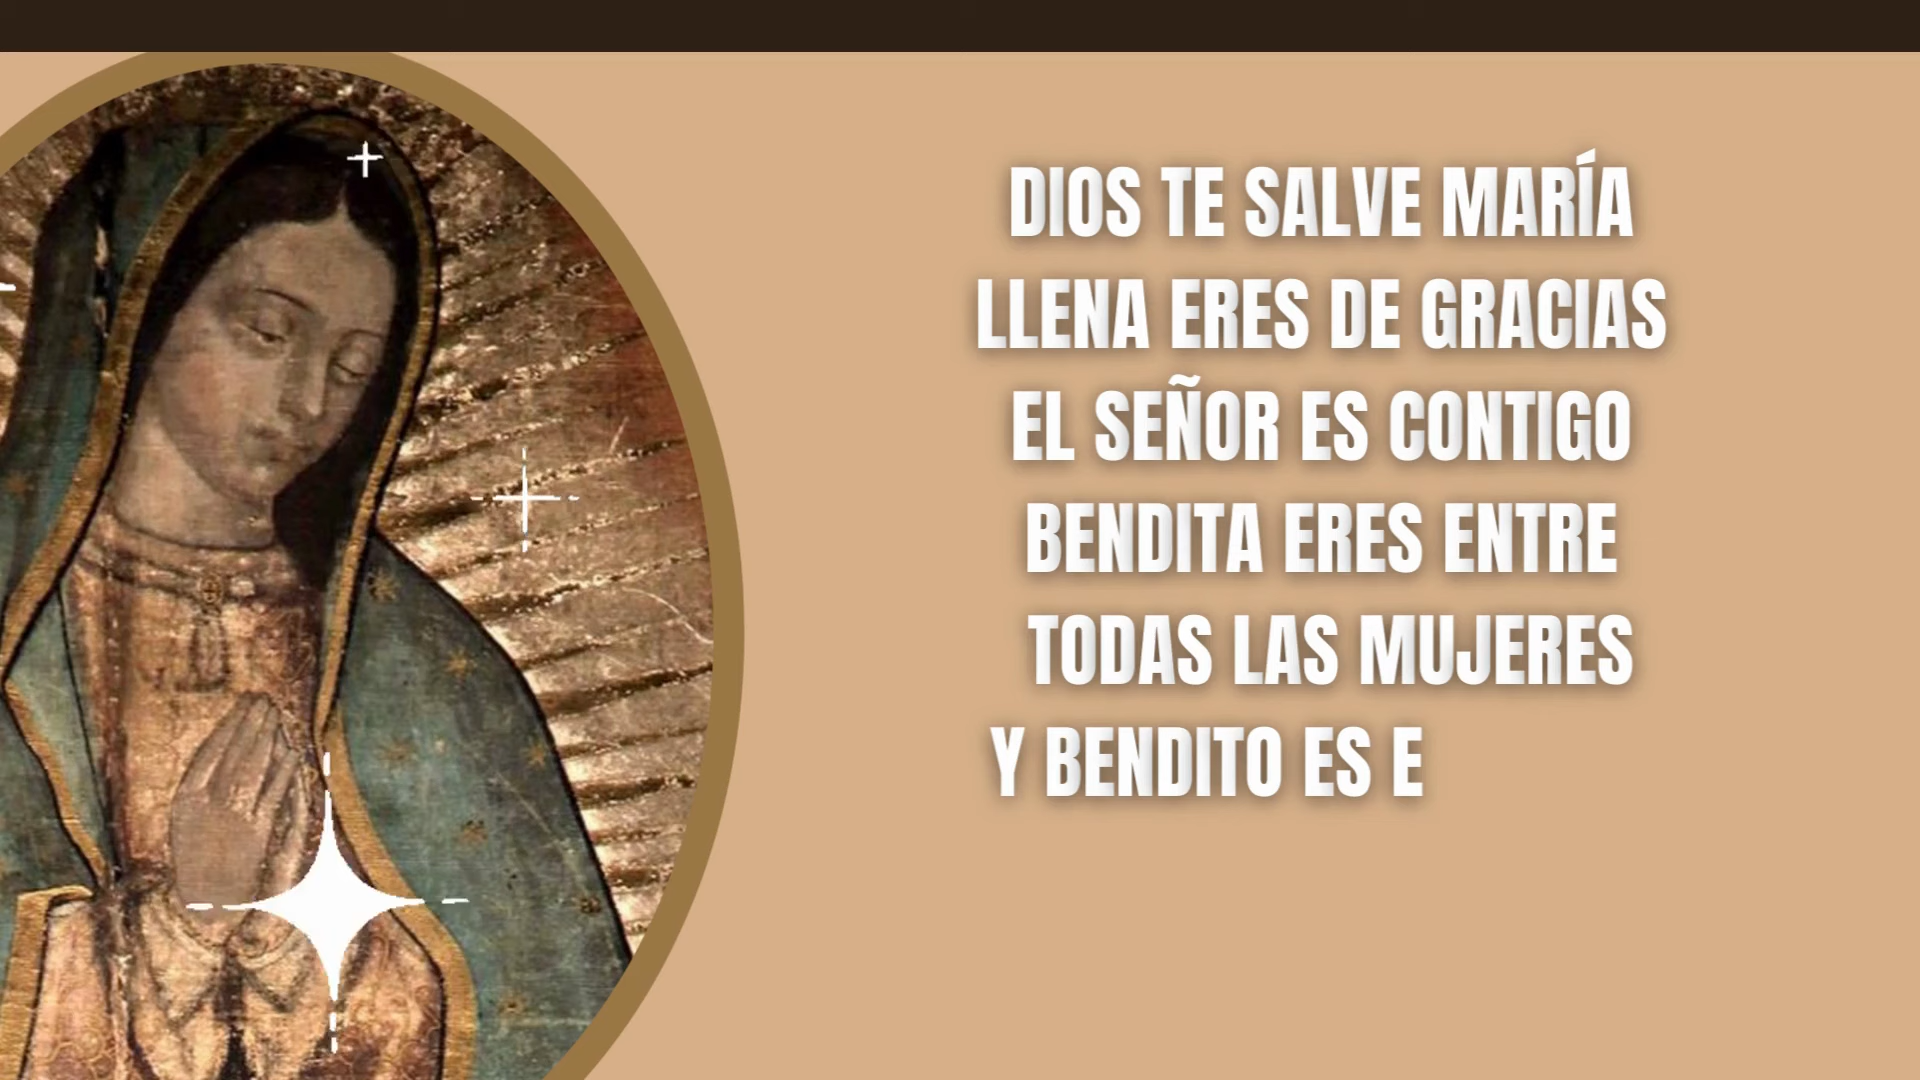 DIOS TE SALVE MARÍA
LLENA ERES DE GRACIAS
EL SEÑOR ES CONTIGO
BENDITA ERES ENTRE
TODAS LAS MUJERES
Y BENDITO ES E